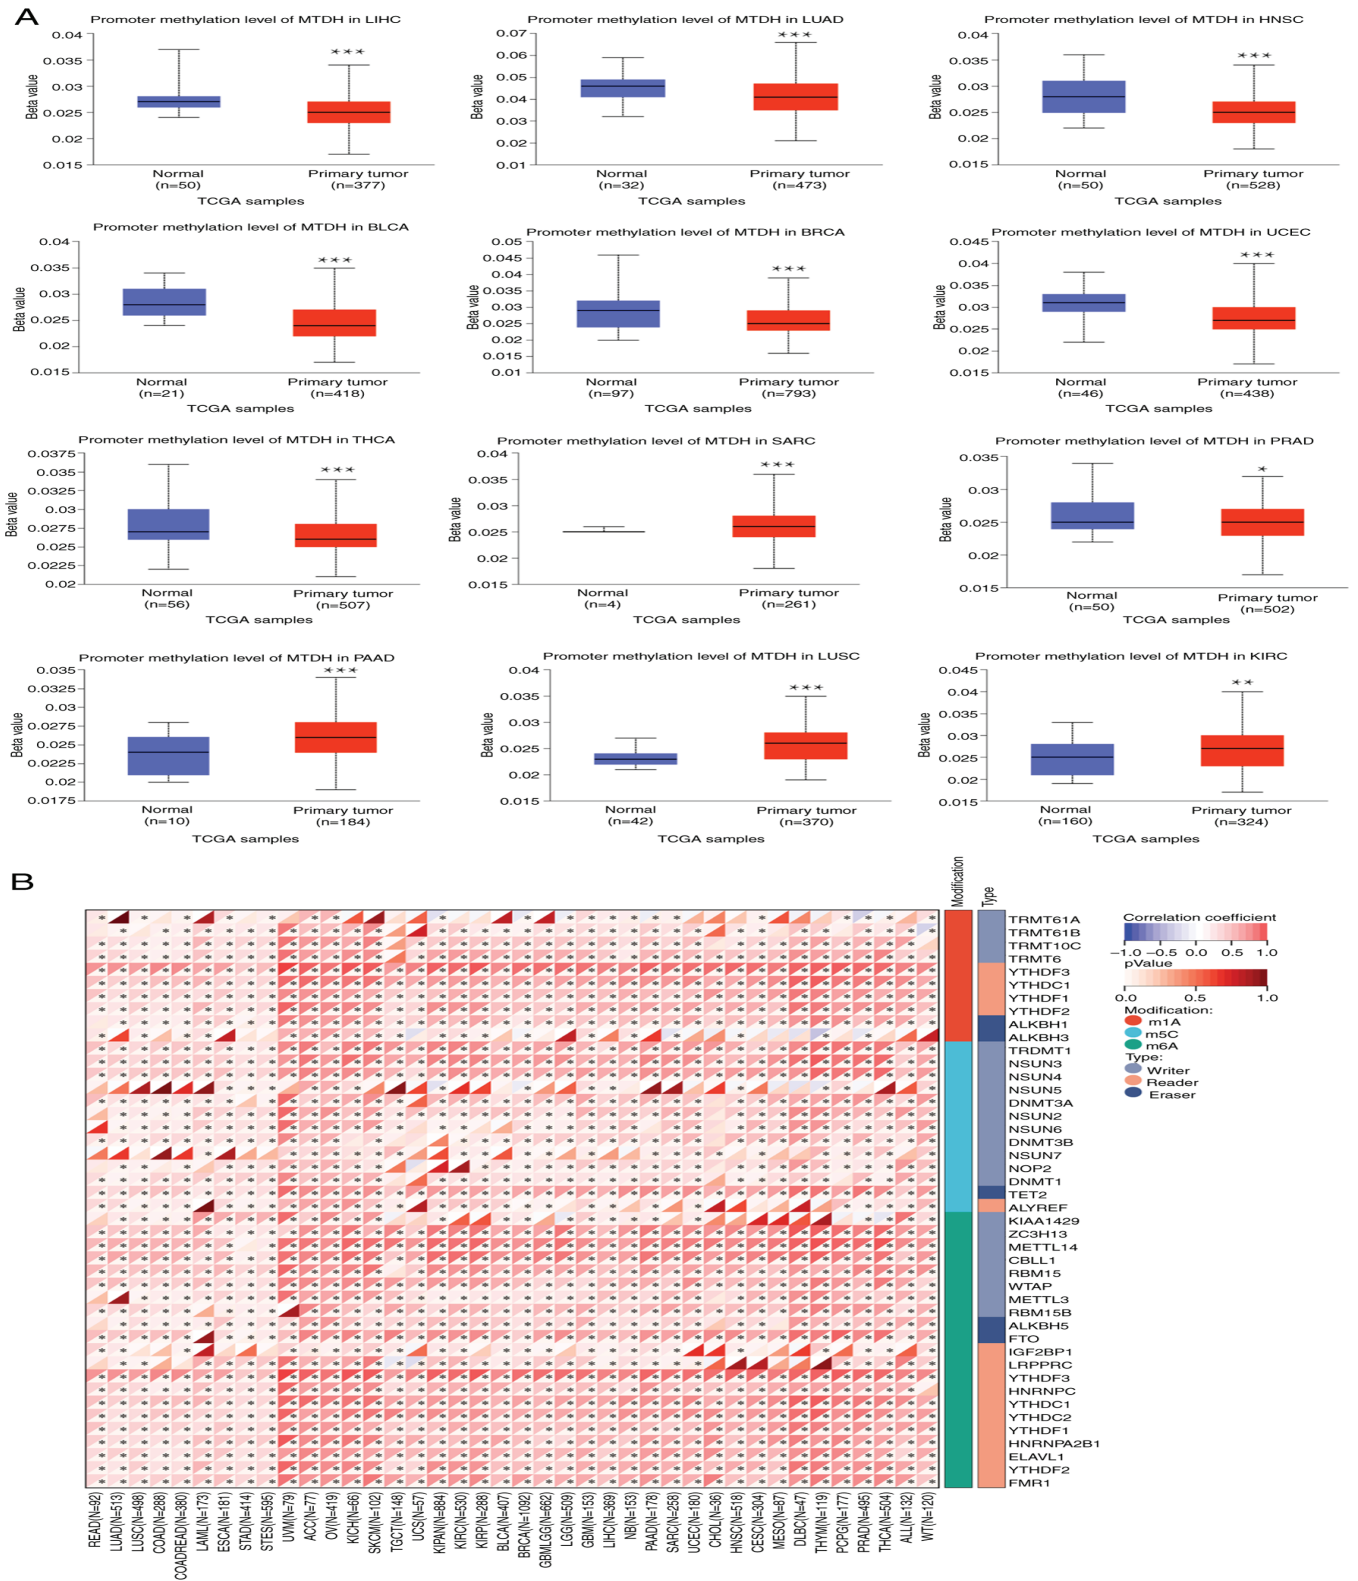 A
Promoter methylation level of MTDH in LIHC
0.04
0.035
0.03
0.025
0.02
0.015
Beta value
***
Normal
(n=50)
Primary tumor
(n=377)
TCGA samples
Promoter methylation level of MTDH in LUAD
0.07
0.06
0.05
0.04
0.03
0.02
0.01
Beta value
***
Normal
(n=32)
Primary tumor
(n=473)
TCGA samples
Promoter methylation level of MTDH in HNSC
0.04
0.035
0.03
0.025
0.02
0.015
Beta value
***
Normal
(n=50)
Primary tumor
(n=528)
TCGA samples
Promoter methylation level of MTDH in BLCA
0.04
0.035
0.03
0.025
0.02
0.015
Beta value
***
Normal
(n=21)
Primary tumor
(n=418)
TCGA samples
Promoter methylation level of MTDH in BRCA
0.05
0.045
0.04
0.035
0.03
0.025
0.02
0.015
0.01
Beta value
***
Normal
(n=97)
Primary tumor
(n=793)
TCGA samples
Promoter methylation level of MTDH in UCEC
0.045
0.04
0.035
0.03
0.025
0.02
0.015
Beta value
***
Normal
(n=46)
Primary tumor
(n=438)
TCGA samples
Promoter methylation level of MTDH in THCA
0.0375
0.035
0.0325
0.03
0.0275
0.025
0.0225
0.02
Beta value
***
Normal
(n=56)
Primary tumor
(n=507)
TCGA samples
Promoter methylation level of MTDH in SARC
0.04
0.035
0.03
0.025
0.02
0.015
Beta value
***
Normal
(n=4)
Primary tumor
(n=261)
TCGA samples
Promoter methylation level of MTDH in PRAD
0.035
0.03
0.025
0.02
0.015
Beta value
*
Normal
(n=50)
Primary tumor
(n=502)
TCGA samples
Promoter methylation level of MTDH in PAAD
0.035
0.0325
0.03
0.0275
0.025
0.0225
0.02
0.0175
Beta value
***
Normal
(n=10)
Primary tumor
(n=184)
TCGA samples
Promoter methylation level of MTDH in LUSC
0.04
0.035
0.03
0.025
0.02
0.015
Beta value
***
Normal
(n=42)
Primary tumor
(n=370)
TCGA samples
Promoter methylation level of MTDH in KIRC
0.045
0.04
0.035
0.03
0.025
0.02
0.015
Beta value
**
Normal
(n=160)
Primary tumor
(n=324)
TCGA samples
B
Modification
Type
TRMT61A
TRMT61B
TRMT10C
TRMT6
YTHDF3
YTHDC1
YTHDF1
YTHDF2
ALKBH1
ALKBH3
TRDMT1
NSUN3
NSUN4
NSUN5
DNMT3A
NSUN2
NSUN6
DNMT3B
NSUN7
NOP2
DNMT1
TET2
ALYREF
KIAA1429
ZC3H13
METTL14
CBLL1
RBM15
WTAP
METTL3
RBM15B
ALKBH5
FTO
IGF2BP1
LRPPRC
YTHDF3
HNRNPC
YTHDC1
YTHDC2
YTHDF1
HNRNPA2B1
ELAVL1
YTHDF2
FMR1
Correlation coefficient
−1.0 −0.5 0.0 0.5 1.0
pValue
0.0 0.5 1.0
Modification:
m1A
m5C
m6A
Type:
Writer
Reader
Eraser
READ(N=92)
LUAD(N=513)
LUSC(N=498)
COAD(N=288)
COADREAD(N=380)
LAML(N=173)
ESCA(N=181)
STAD(N=414)
STES(N=595)
UVM(N=79)
ACC(N=77)
OV(N=419)
KICH(N=66)
SKCM(N=102)
TGCT(N=148)
UCS(N=57)
KIPAN(N=884)
KIRC(N=530)
KIRP(N=288)
BLCA(N=407)
BRCA(N=1092)
GBMLGG(N=662)
LGG(N=509)
GBM(N=153)
LIHC(N=369)
NB(N=153)
PAAD(N=178)
SARC(N=258)
UCEC(N=180)
CHOL(N=36)
HNSC(N=518)
CESC(N=304)
MESO(N=87)
DLBC(N=47)
THYM(N=119)
PCPG(N=177)
PRAD(N=495)
THCA(N=504)
ALL(N=132)
WT(N=120)